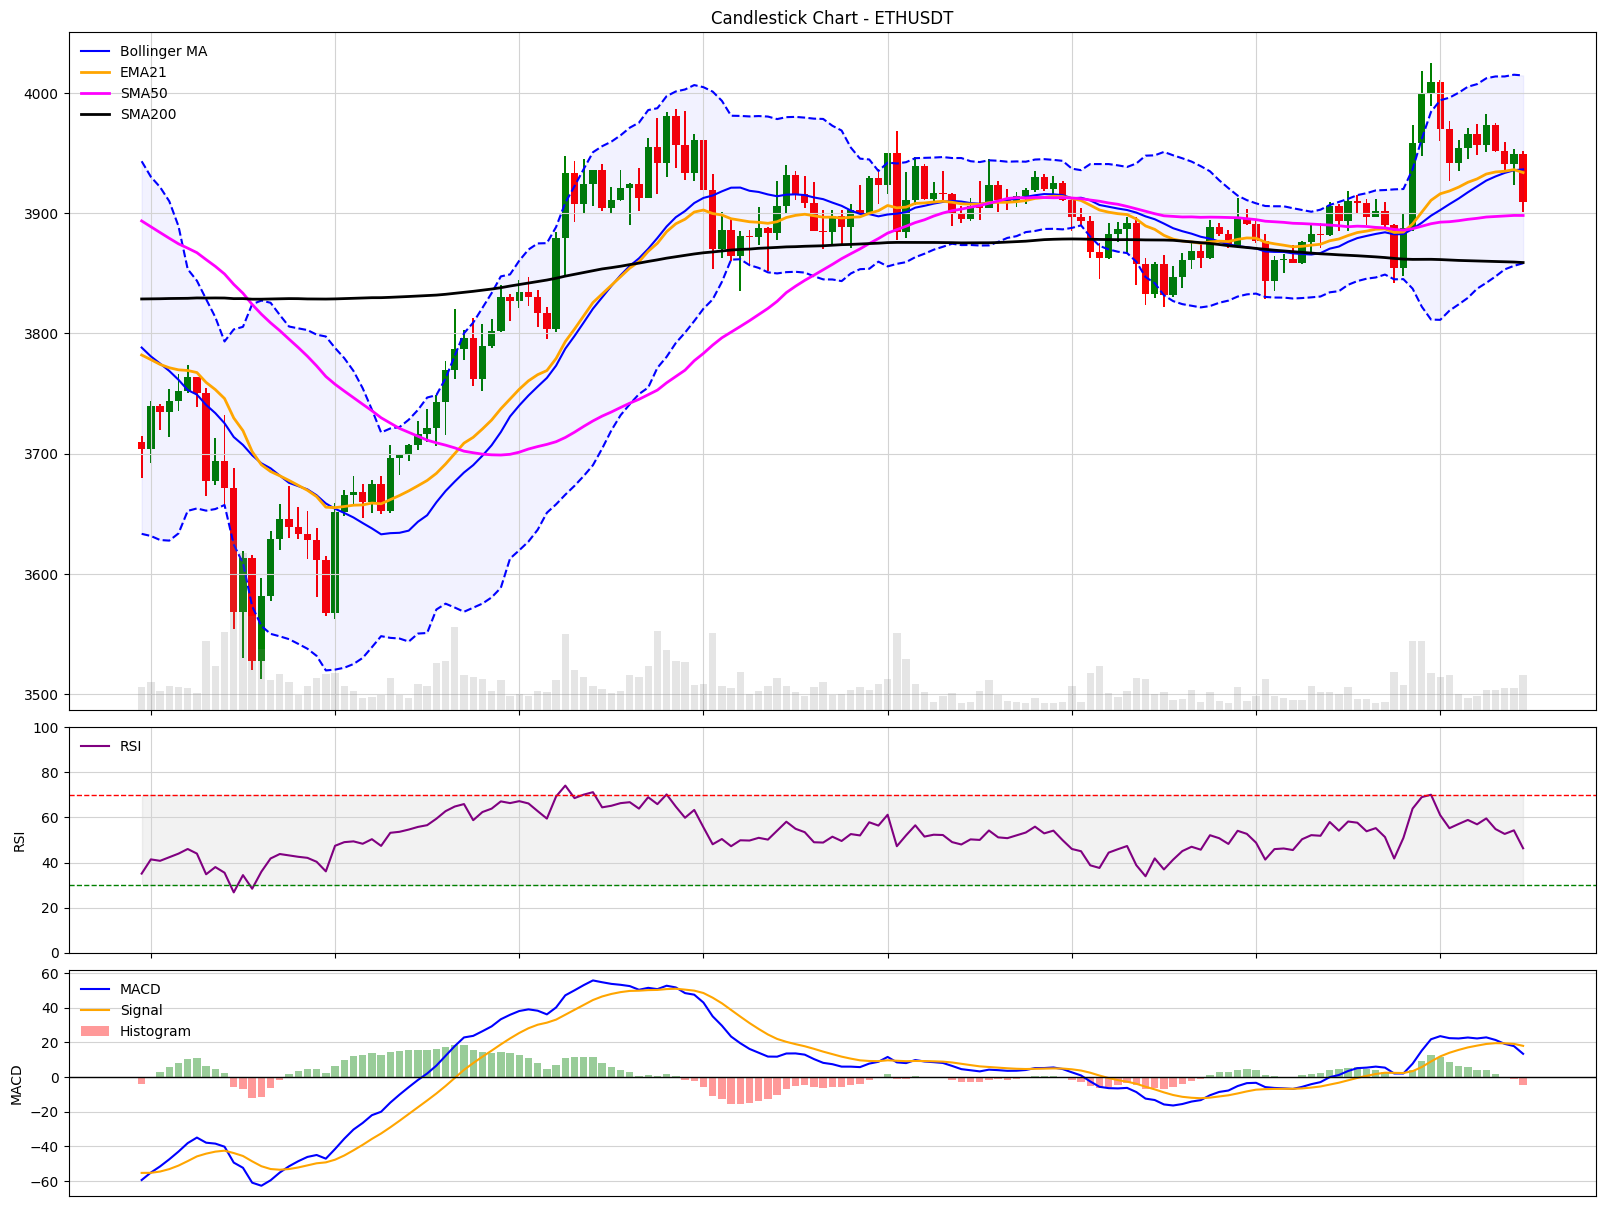 Candlestick Chart - ETHUSDT
Bollinger MA
EMA21
SMA50
SMA200
4000
3900
3800
3700
3600
3500
RSI
RSI
100
80
60
40
20
0
MACD
Signal
Histogram
MACD
60
40
20
0
−20
−40
−60